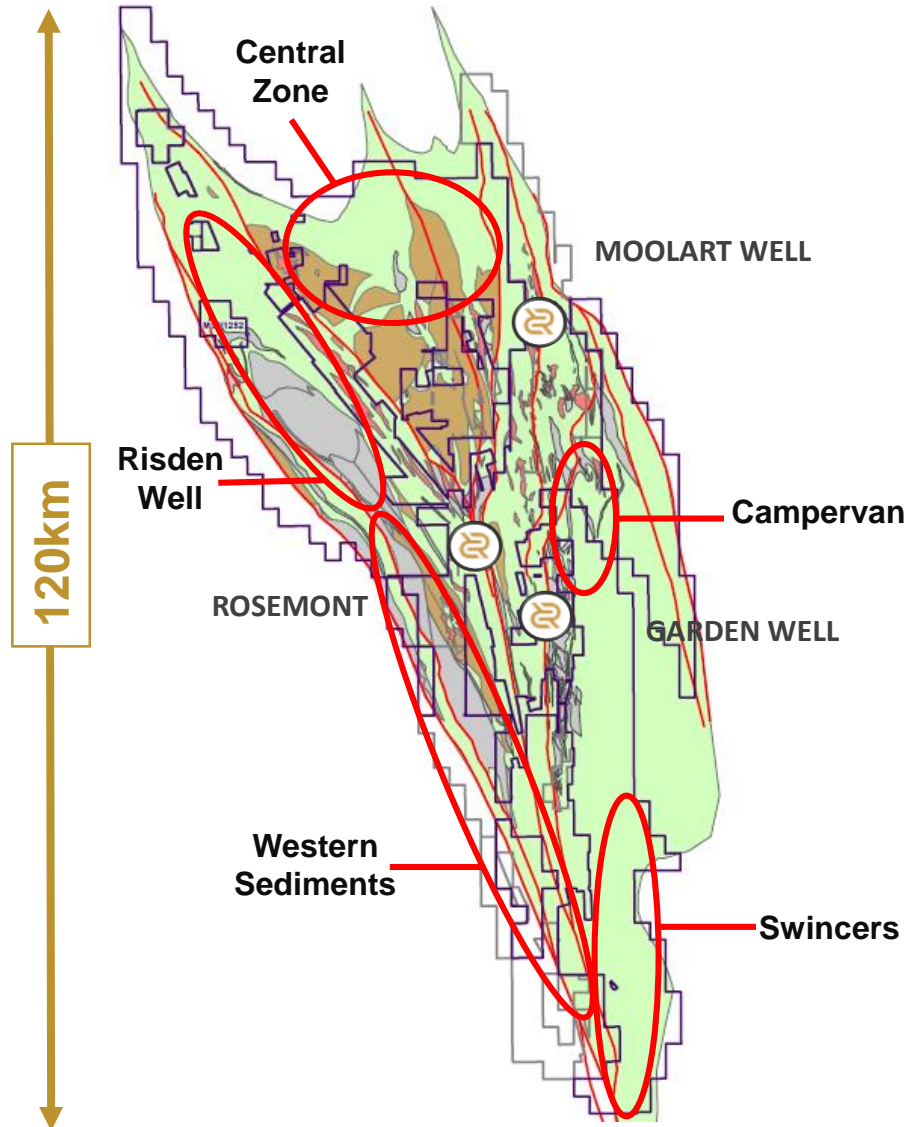 Central
Zone
MOOLART WELL
Risden
Well
Campervan
120km
ROSEMONT
GARDEN WELL
Western
Sediments
Swincers